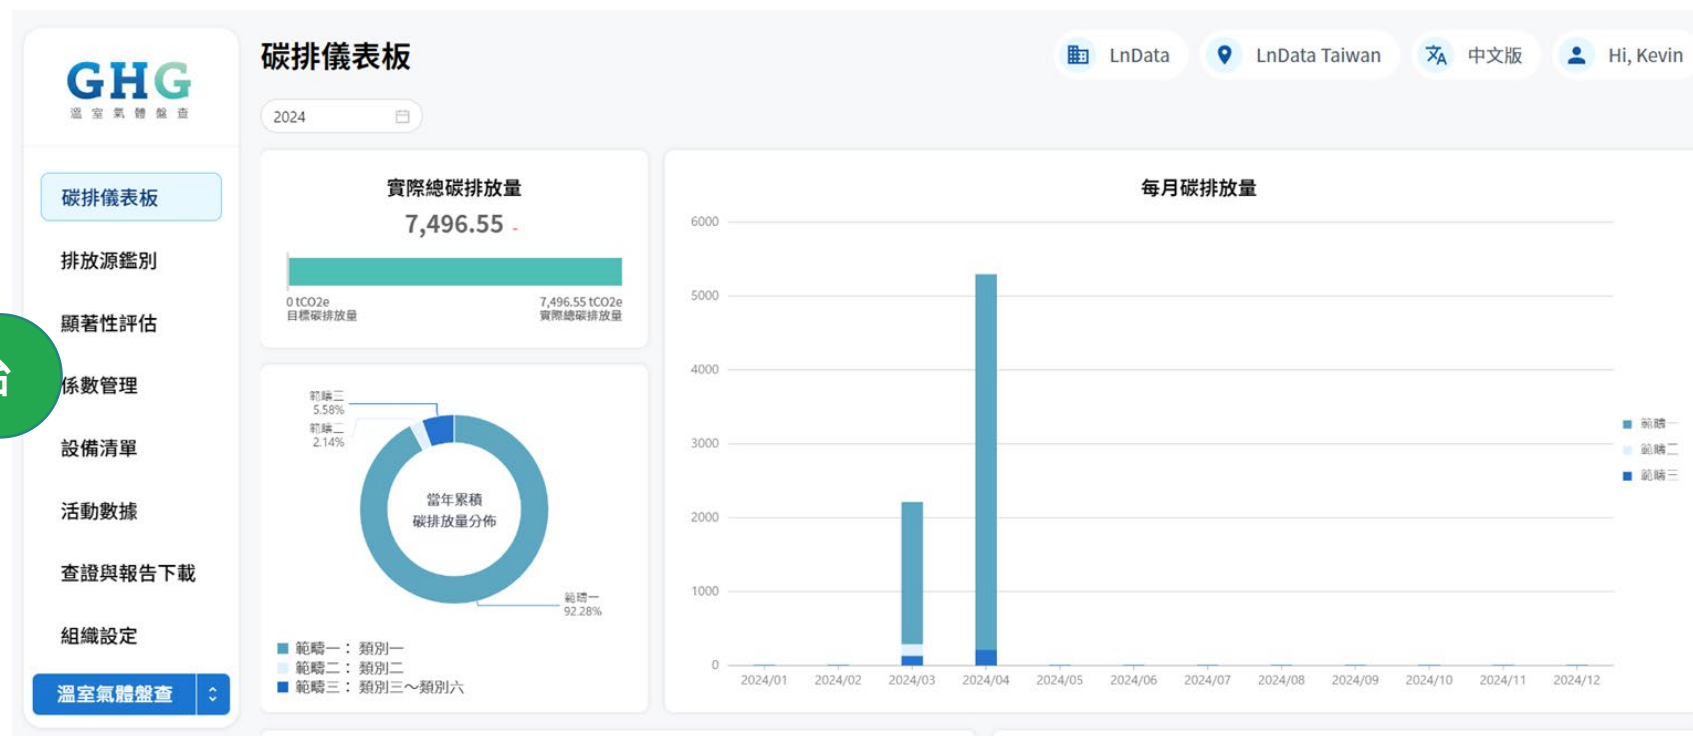 GHG
溫室氣體盤查
碳排儀表板
排放源鑑別
顯著性評估
係數管理
設備清單
活動數據
查證與報告下載
組織設定
溫室氣體盤查
台
碳排儀表板
LnData
LnData Taiwan
中文版
Hi, Kevin
2024
實際總碳排放量
7,496.55 -
0 tCO2e
目標碳排放量
7,496.55 tCO2e
實際總碳排放量
範疇三
5.58%
範疇二
2.14%
當年累積
碳排放量分佈
範疇一
92.28%
範疇一： 類別一
範疇二： 類別二
範疇三： 類別三～類別六
每月碳排放量
6000
5000
4000
3000
2000
1000
0
2024/01 2024/02 2024/03 2024/04 2024/05 2024/06 2024/07 2024/08 2024/09 2024/10 2024/11 2024/12
範疇一
範疇二
範疇三